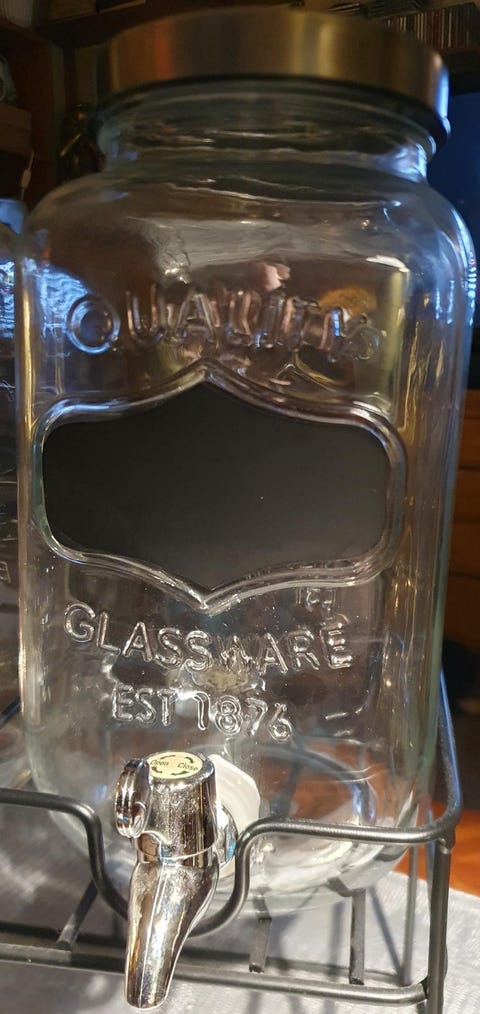 QUALITY
GLASSWARE
EST 1876
Open Close